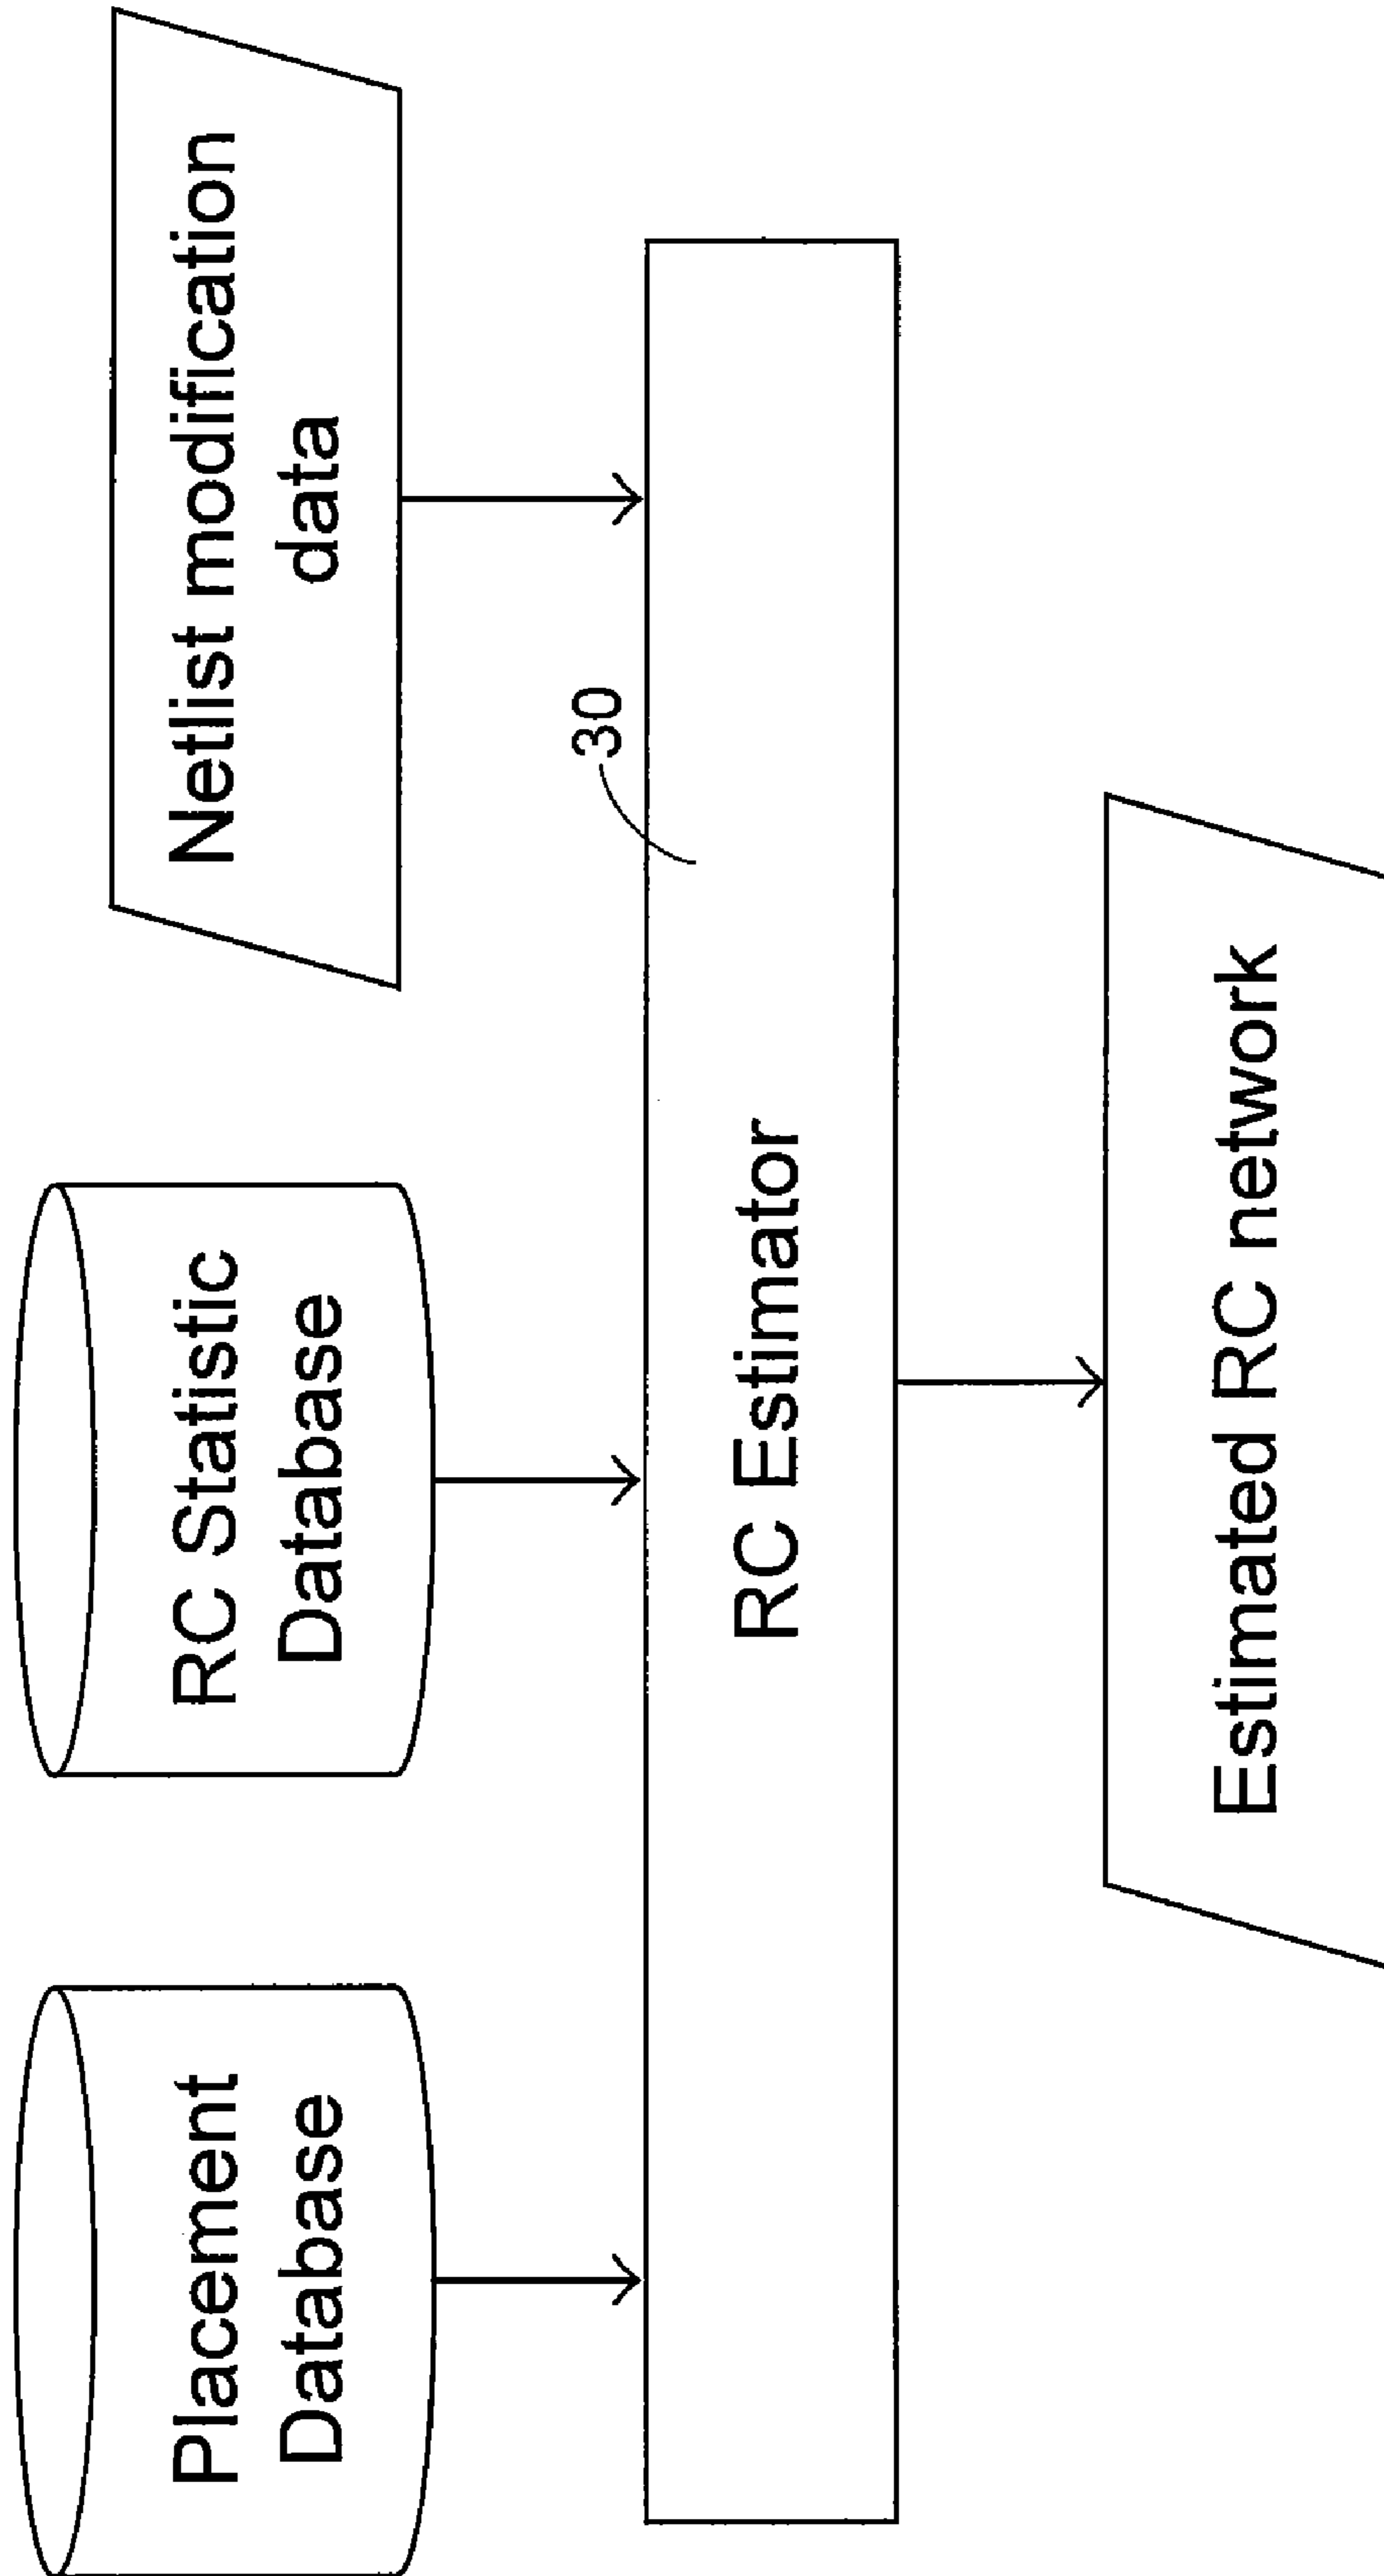 Placement
Database
RC Statistic
Database
Netlist modification
data
30
RC Estimator
Estimated RC network